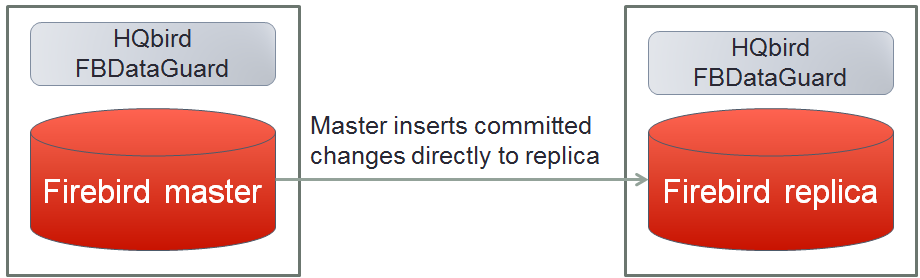 HQbird
FBDataGuard
Firebird master
Master inserts committed
changes directly to replica
HQbird
FBDataGuard
Firebird replica